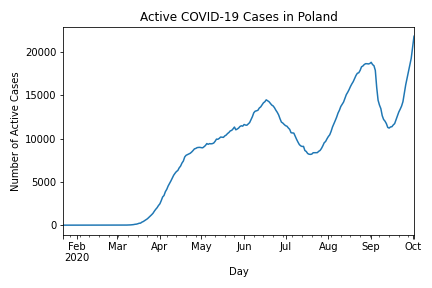 Active COVID-19 Cases in Poland
Number of Active Cases
20000
15000
10000
5000
0
Feb Mar Apr May Jun Jul Aug Sep Oct
2020
Day